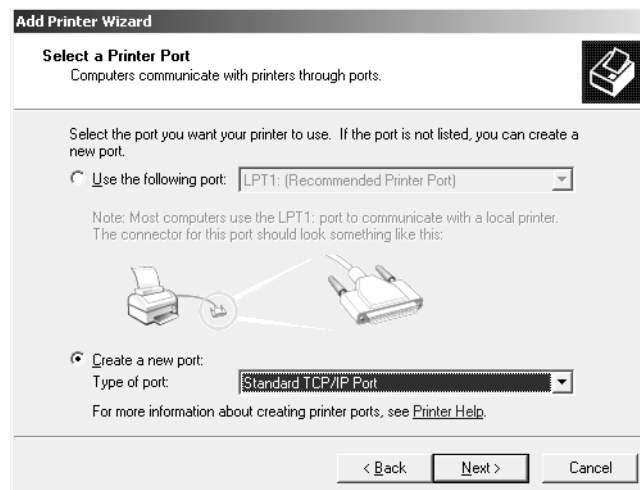 Add Printer Wizard
Select a Printer Port
Computers communicate with printers through ports.
Select the port you want your printer to use. If the port is not listed, you can create a
new port.
Use the following port: LPT1: (Recommended Printer Port)
Note: Most computers use the LPT1: port to communicate with a local printer.
The connector for this port should look something like this:
Create a new port:
Type of port: Standard TCP/IP Port
For more information about creating printer ports, see Printer Help.
< Back Next > Cancel